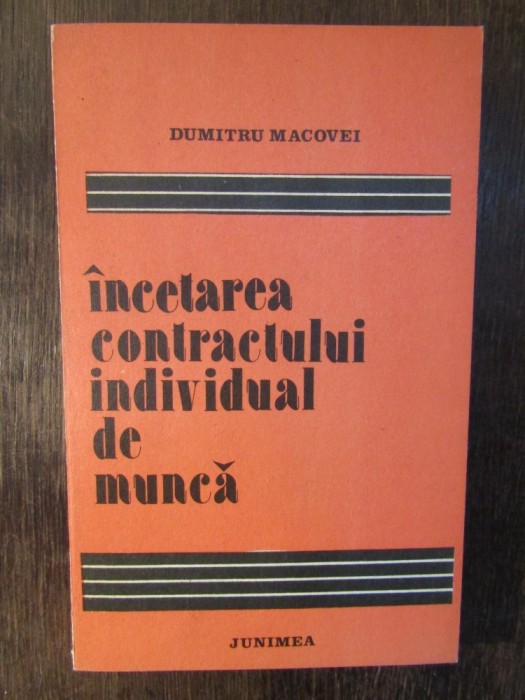 DUMITRU MACOVEI
încetarea
contractului
individual
de
muncă
JUNIMEA